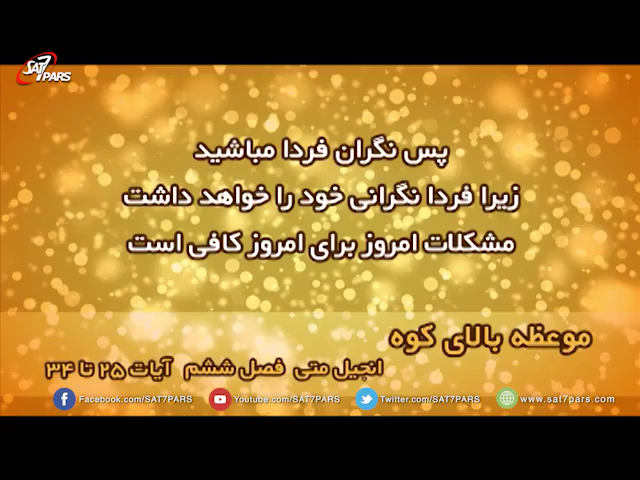 SAT7
PARS
پس نگران فردا مباشید
زیرا فردا نگرانی خود را خواهد داشت
مشکلات امروز برای امروز کافی است
موعظه بالای کوه
انجیل متی فصل ششم آیات ۲۵ تا ۳۴
Facebook.com/SAT7PARS Youtube.com/SAT7PARS Twitter.com/SAT7PARS www.sat7pars.com